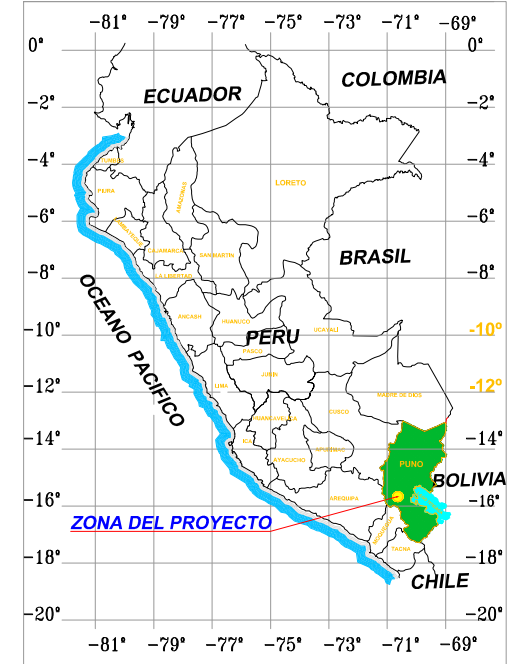 -81° -79° -77° -75° -73° -71° -69°
0° 0°
-2° -2°
COLOMBIA
ECUADOR
-4° -4°
TUMBES
LORETO
PIURA
AMAZONAS
-6° -6°
LAMBAYEQUE
CAJAMARCA
SAN MARTIN
BRASIL
-8° -8°
LA LIBERTAD
OCEANO PACIFICO
ANCASH
HUANUCO
UCAYALI
-10° -10°
PERU
PASCO
JUNIN
-12° -12°
LIMA
MADRE DE DIOS
HUANCAVELICA
CUSCO
-14° -14°
ICA
APURIMAC
AYACUCHO
PUNO
BOLIVIA
AREQUIPA
-16° -16°
ZONA DEL PROYECTO
MOQUEGUA
TACNA
-18° -18°
CHILE
-20° -20°
-81° -79° -77° -75° -73° -71° -69°